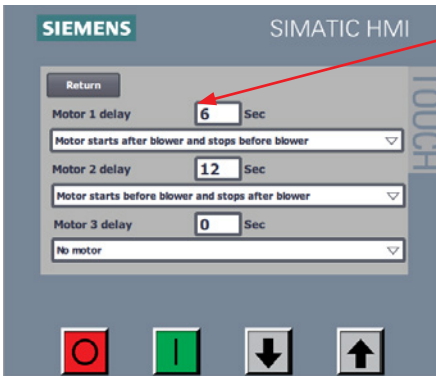 SIEMENS SIMATIC HMI
TOUCH
Return
Motor 1 delay 6 Sec
Motor starts after blower and stops before blower
Motor 2 delay 12 Sec
Motor starts before blower and stops after blower
Motor 3 delay 0 Sec
No motor